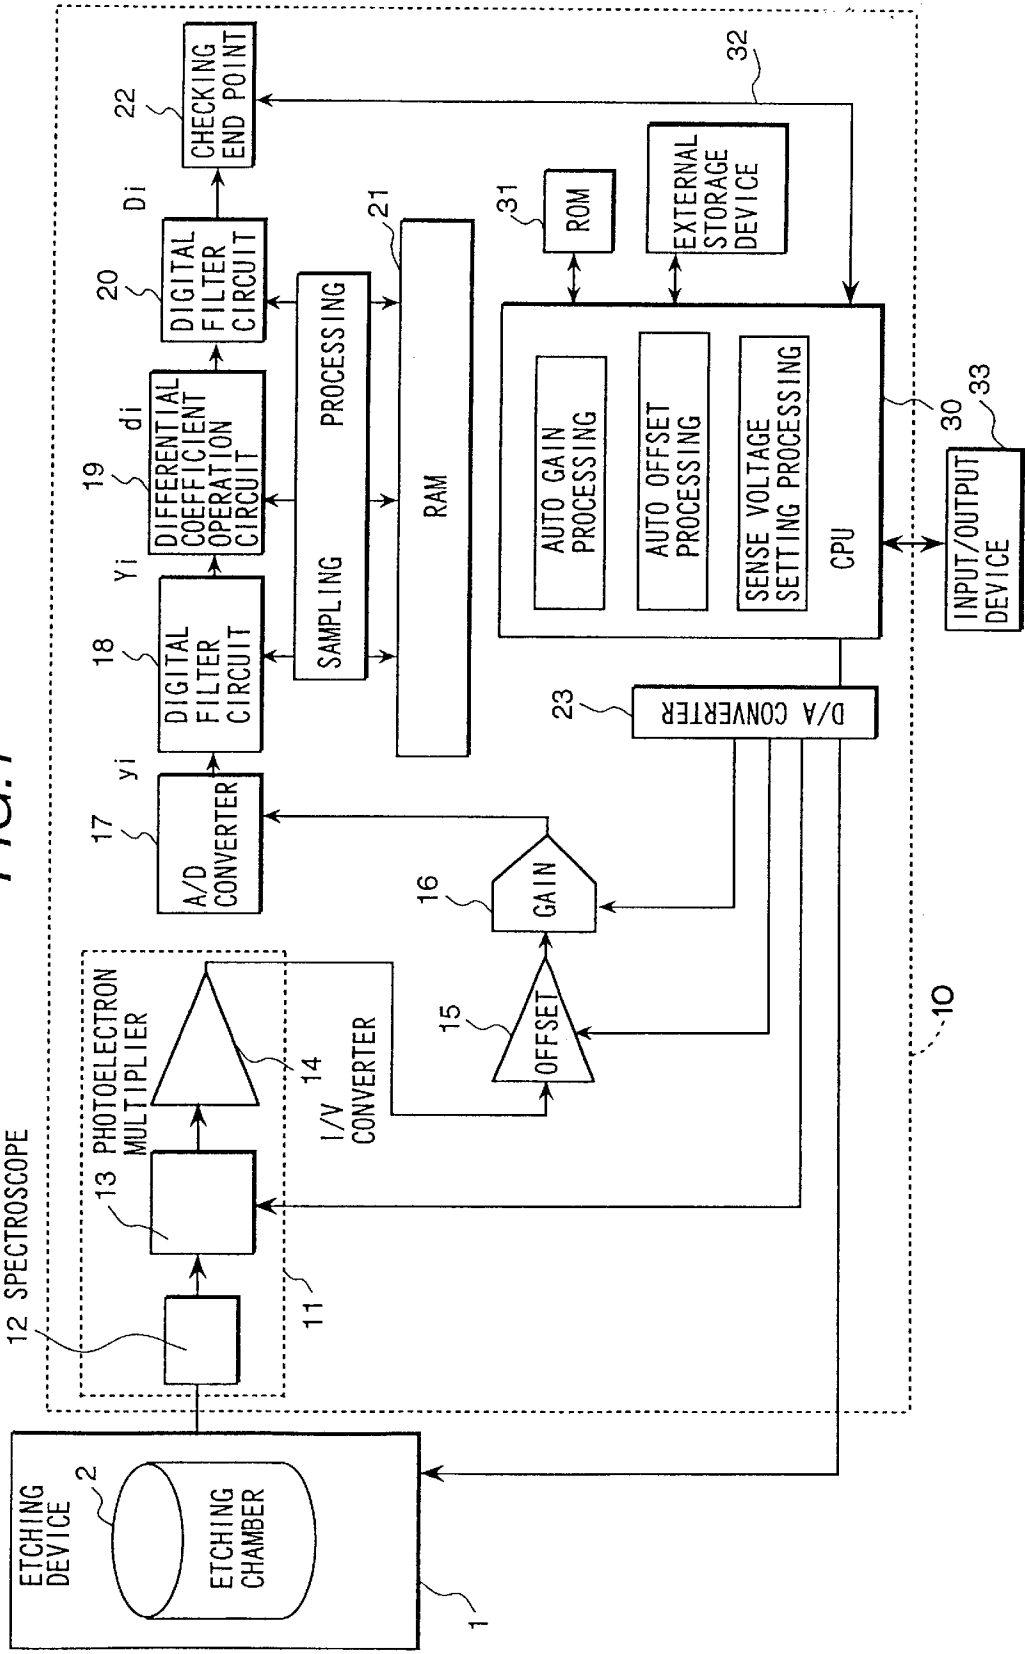 FIG.1
ETCHING
DEVICE
2
ETCHING
CHAMBER
1
12 SPECTROSCOPE
13 PHOTOELECTRON
MULTIPLIER
14
11
I/V
CONVERTER
15
OFFSET
16
GAIN
17
A/D
CONVERTER
yi
18
DIGITAL
FILTER
CIRCUIT
Yi
19
DIFFERENTIAL
COEFFICIENT
OPERATION
CIRCUIT
di
20
DIGITAL
FILTER
CIRCUIT
Di
22
CHECKING
END POINT
SAMPLING PROCESSING
21
RAM
23
D/A CONVERTER
AUTO GAIN
PROCESSING
AUTO OFFSET
PROCESSING
SENSE VOLTAGE
SETTING PROCESSING
CPU
30
31
ROM
EXTERNAL
STORAGE
DEVICE
32
33
INPUT/OUTPUT
DEVICE
10